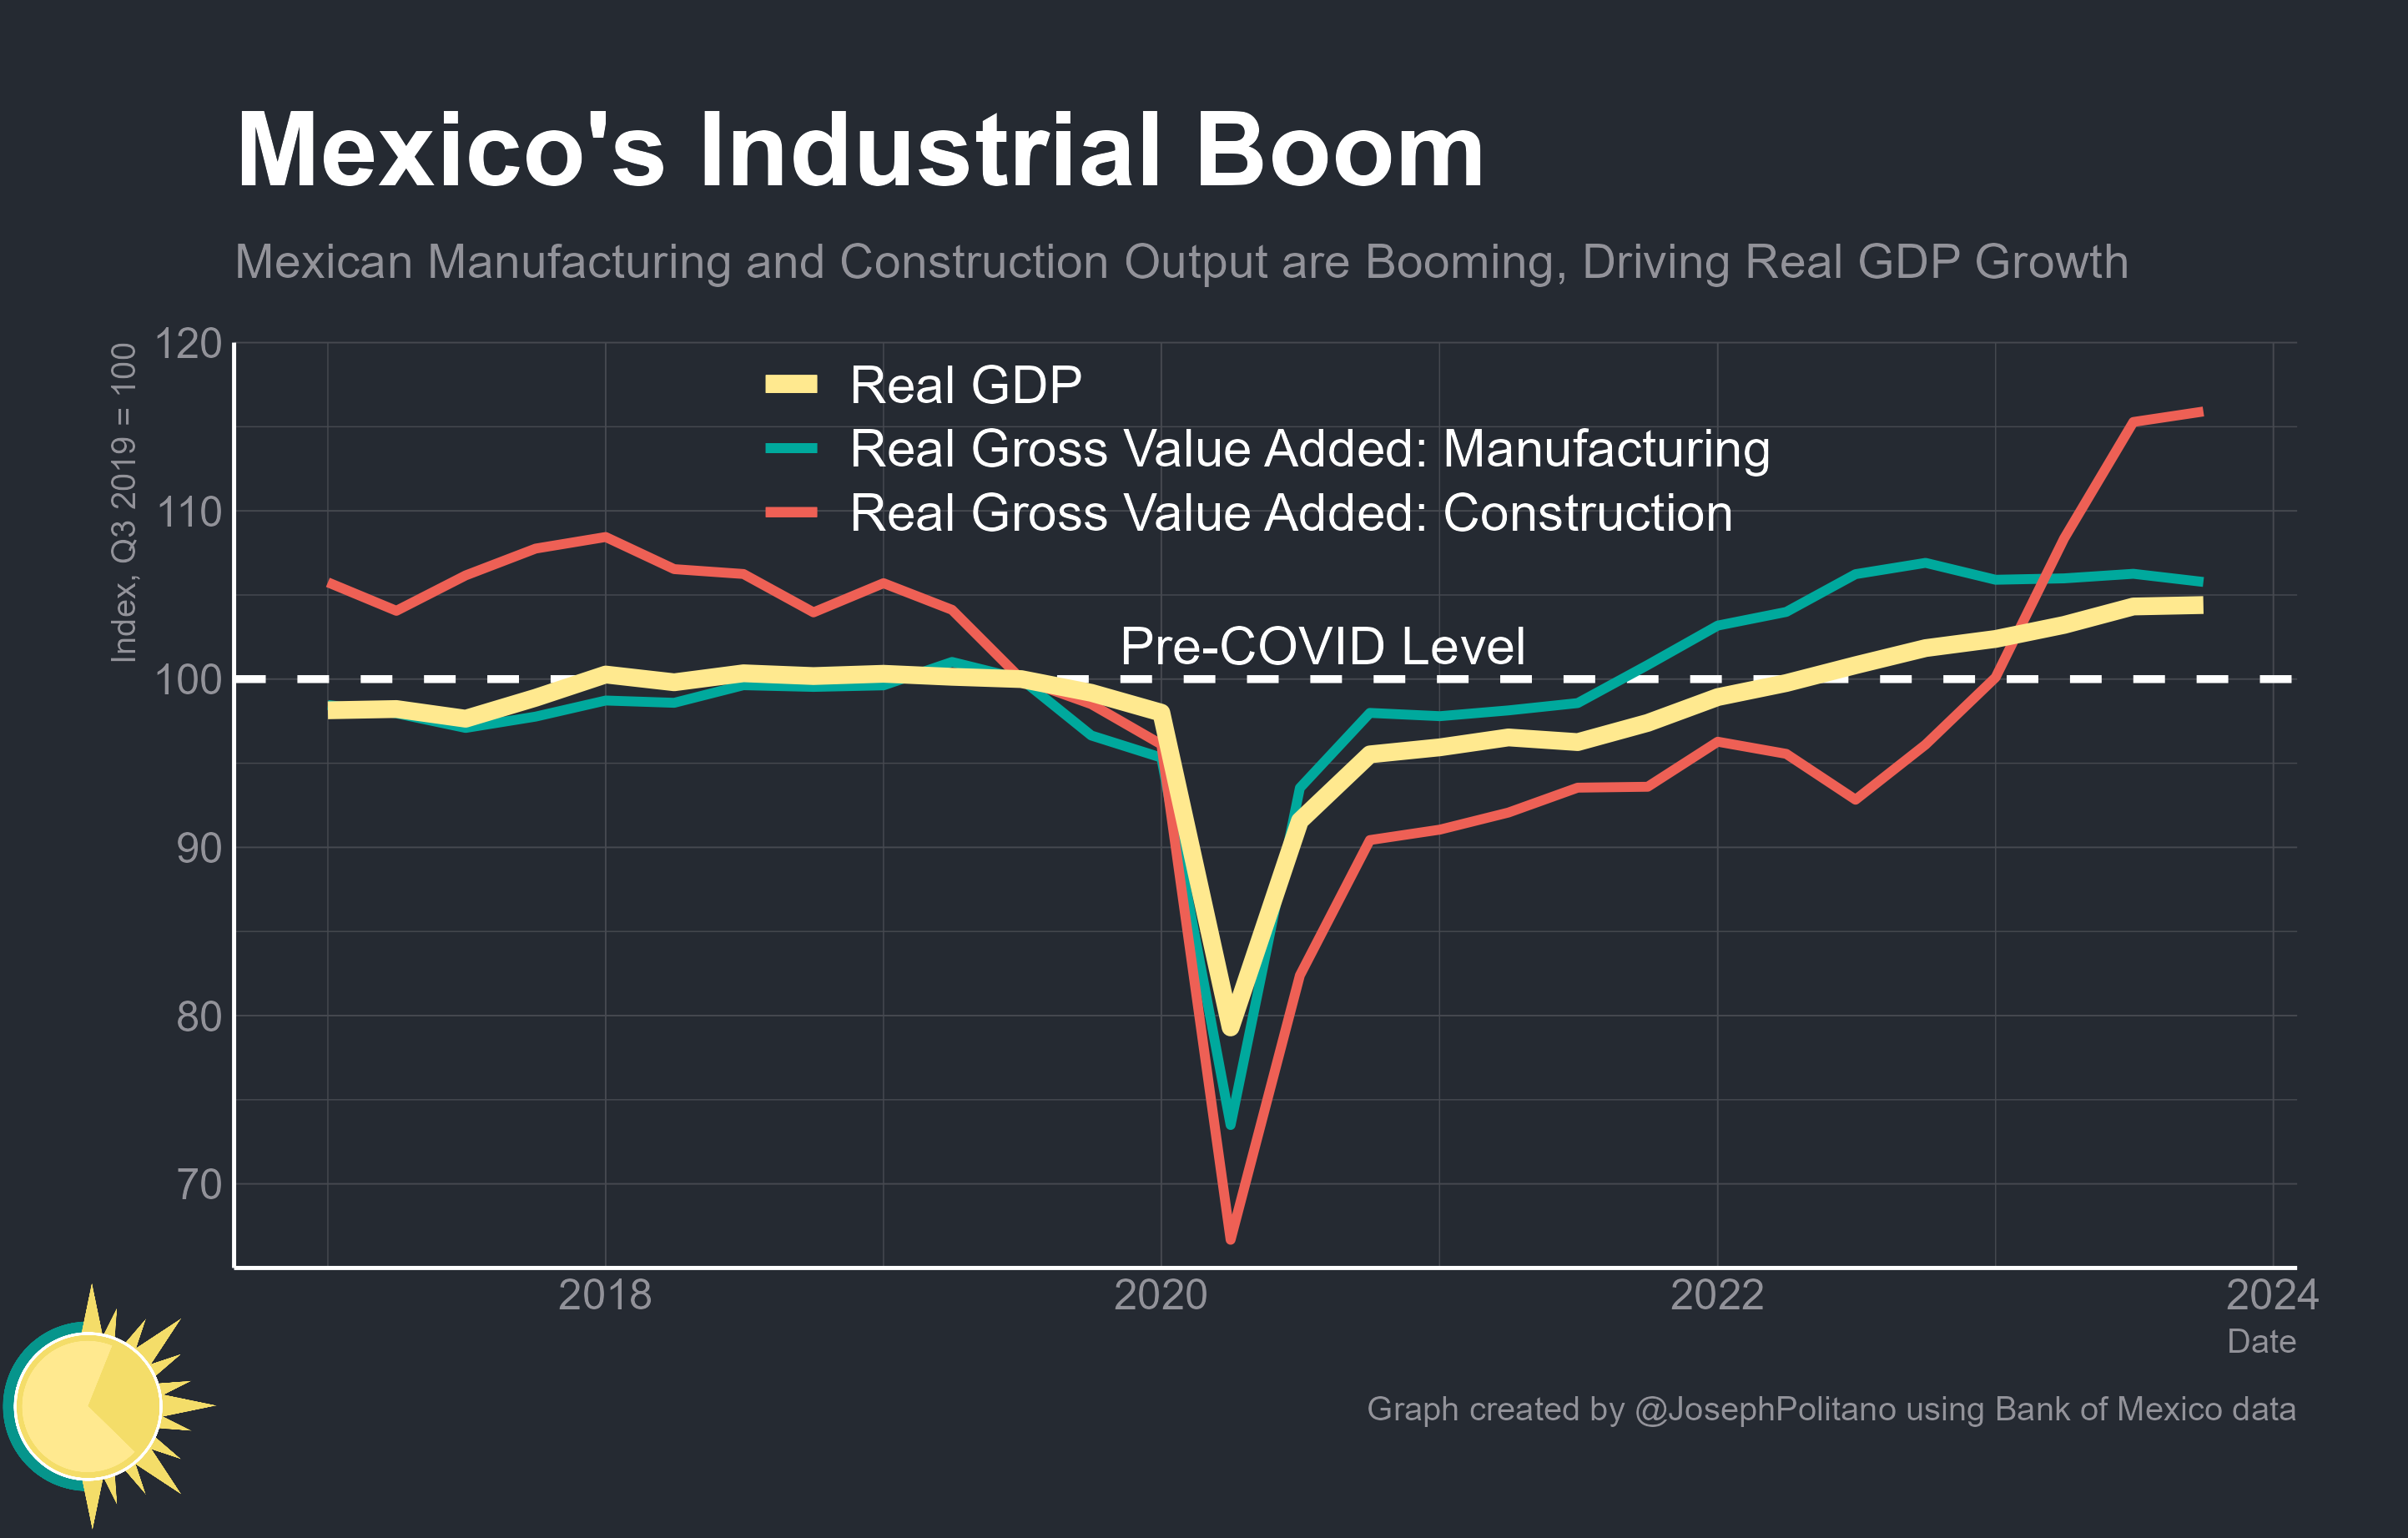 Mexico's Industrial Boom
Mexican Manufacturing and Construction Output are Booming, Driving Real GDP Growth
Index, Q3 2019 = 100
120
110
100
90
80
70
Real GDP
Real Gross Value Added: Manufacturing
Real Gross Value Added: Construction
Pre-COVID Level
2018
2020
2022
2024
Date
Graph created by @JosephPolitano using Bank of Mexico data